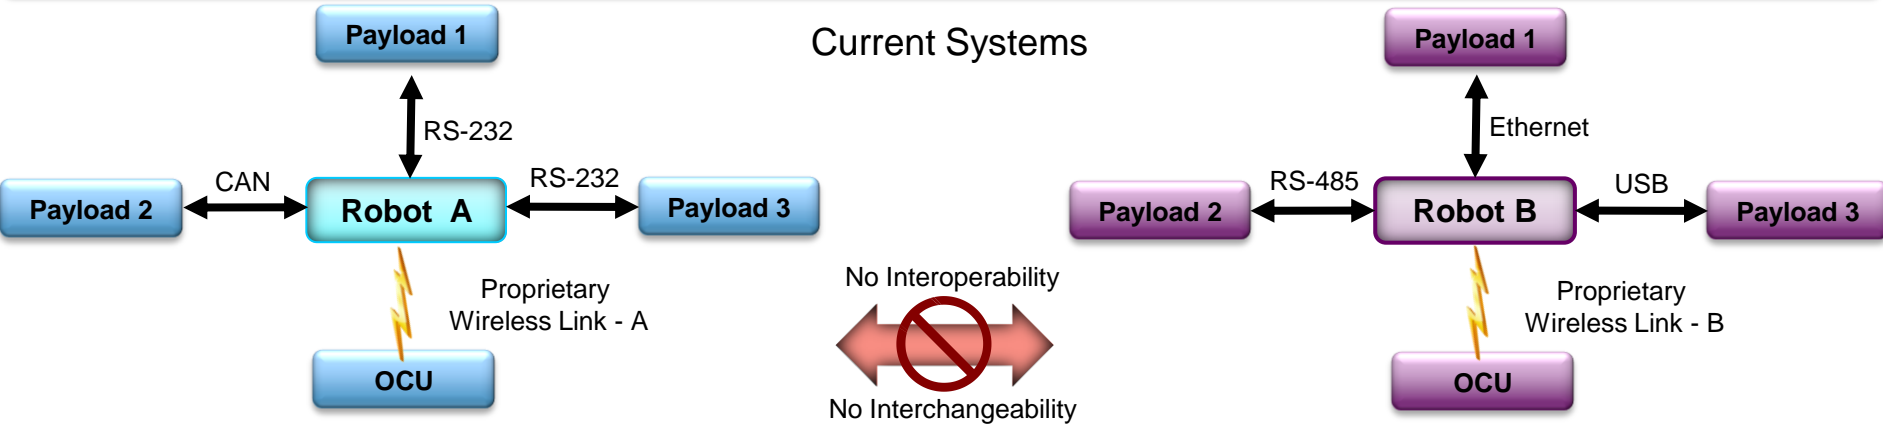 Current Systems
Payload 1
RS-232
CAN
RS-232
Payload 2
Robot A
Payload 3
Proprietary
Wireless Link - A
OCU
No Interoperability
No Interchangeability
Payload 1
Ethernet
RS-485
USB
Payload 2
Robot B
Payload 3
Proprietary
Wireless Link - B
OCU